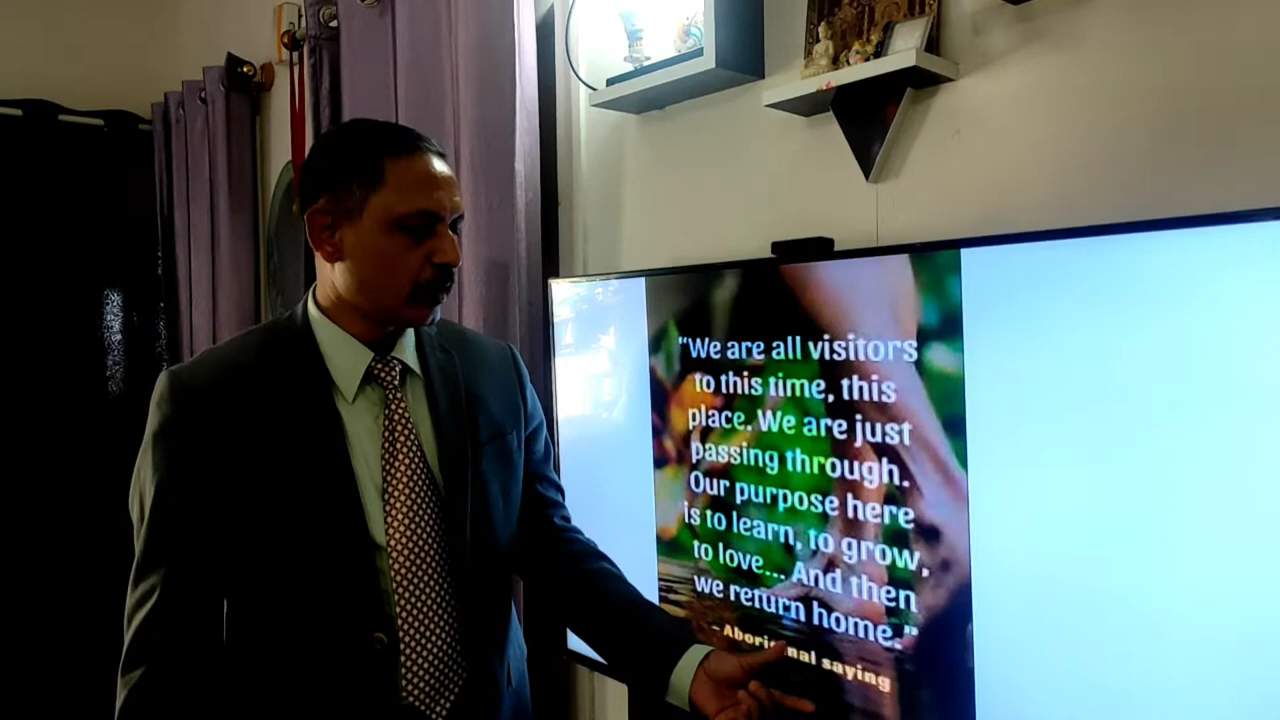 “We are all visitors
to this time, this
place. We are just
passing through.
Our purpose here
is to learn, to grow,
to love... And then
we return home.”
- Aboriginal saying